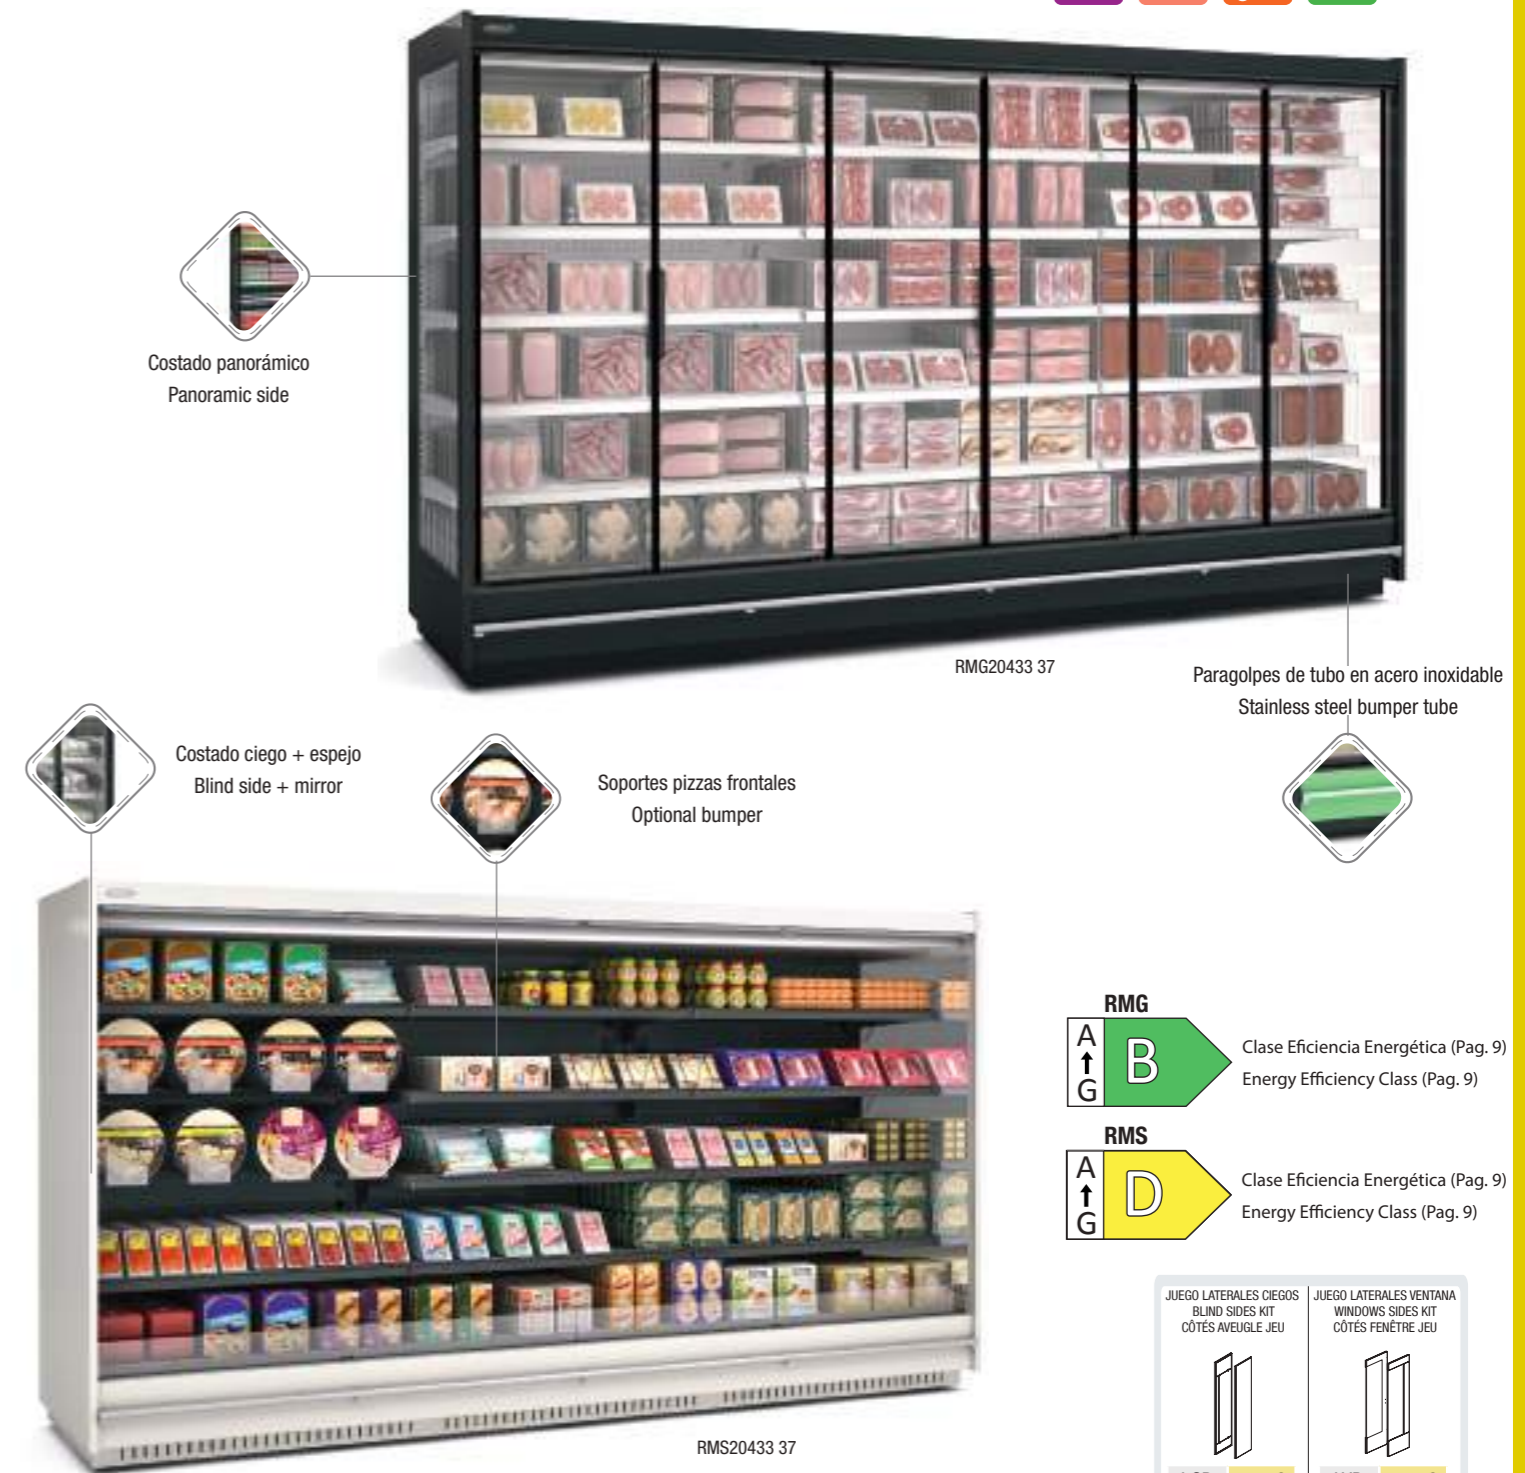 Costado panorámico
Panoramic side
RMG20433 37
Paragolpes de tubo en acero inoxidable
Stainless steel bumper tube
Costado ciego + espejo
Blind side + mirror
Soportes pizzas frontales
Optional bumper
RMG
A
G
B
Clase Eficiencia Energética (Pag. 9)
Energy Efficiency Class (Pag. 9)
RMS
A
G
D
Clase Eficiencia Energética (Pag. 9)
Energy Efficiency Class (Pag. 9)
JUEGO LATERALES CIEGOS
BLIND SIDES KIT
CÔTÉS AVEUGLE JEU
JUEGO LATERALES VENTANA
WINDOWS SIDES KIT
CÔTÉS FENÊTRE JEU
RMS20433 37